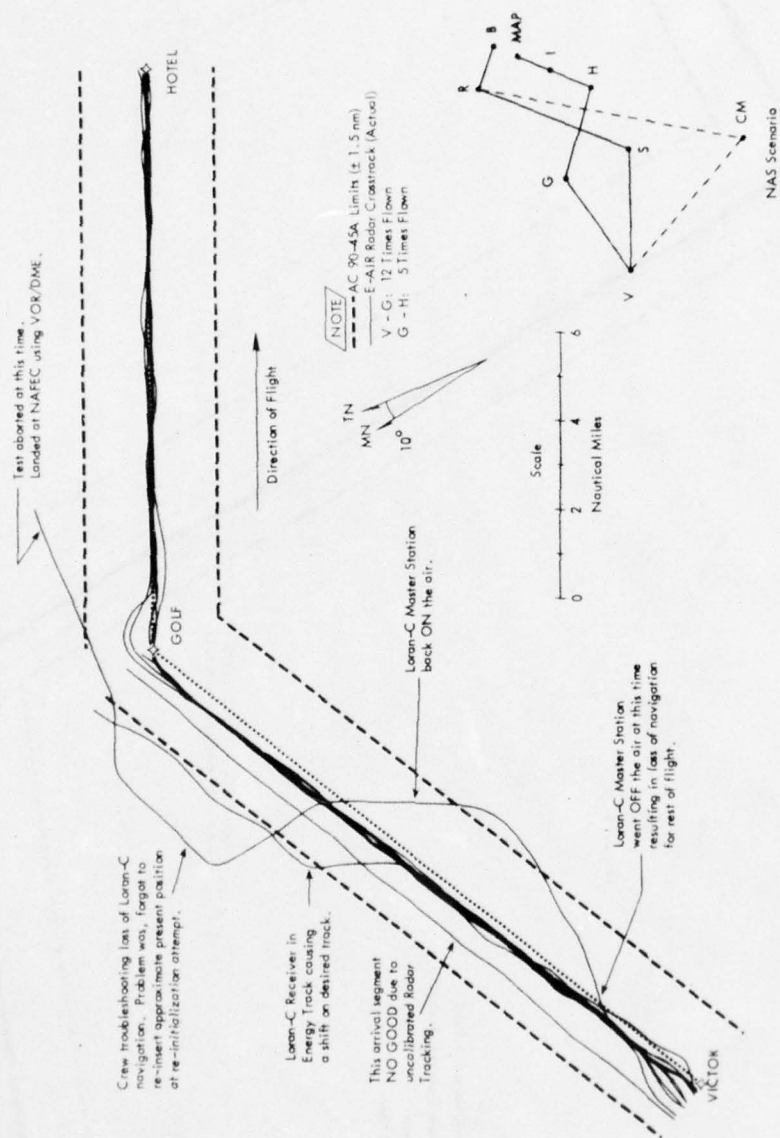 Test aborted at this time.
Landed at NAFEC using VOR/DME.
HOTEL
GOLF
Crew troubleshooting loss of Loran-C
navigation. Problem was, forgot to
re-insert approximate present position
at re-initialization attempt.
Loran-C Receiver in
Energy Track causing
a shift on desired track.
This arrival segment
NO GOOD due to
uncalibrated Radar
Tracking.
VICTOR
Direction of Flight
NOTE
AC 90-45A Limits (± 1.5 nm)
E-AIR Radar Crosstrack (Actual)
V - G: 12 Times Flown
G - H: 5 Times Flown
MN
TN
10°
Loran-C Master Station
back ON the air.
Loran-C Master Station
went OFF the air at this time
resulting in loss of navigation
for rest of flight.
Scale
0 2 4 6
Nautical Miles
R
B
MAP
I
H
G
S
V
CM
NAS Scenario